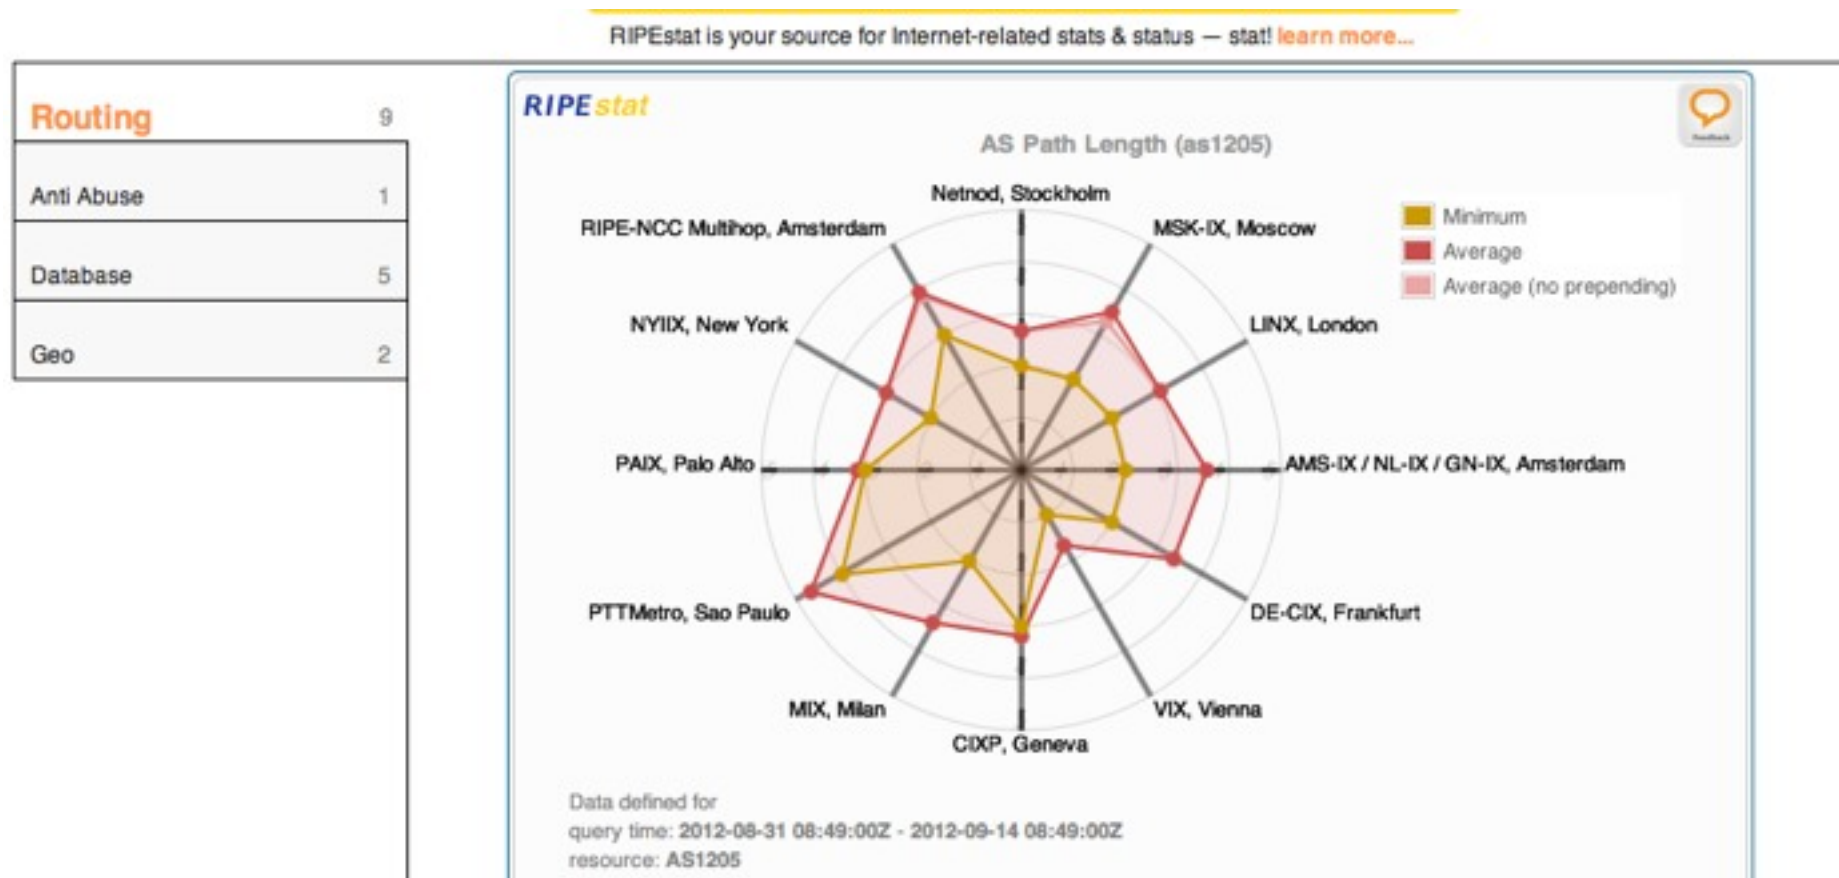 RIPEstat is your source for Internet-related stats & status — stat! learn more...
Routing 9
Anti Abuse 1
Database 5
Geo 2
RIPEstat
AS Path Length (as1205)
Netnod, Stockholm
RIPE-NCC Multihop, Amsterdam
MSK-IX, Moscow
NYIIX, New York
LINX, London
PAIX, Palo Alto
AMS-IX / NL-IX / GN-IX, Amsterdam
PTTMetro, Sao Paulo
DE-CIX, Frankfurt
MIX, Milan
VIX, Vienna
CIXP, Geneva
Minimum
Average
Average (no prepending)
Feedback
Data defined for
query time: 2012-08-31 08:49:00Z - 2012-09-14 08:49:00Z
resource: AS1205